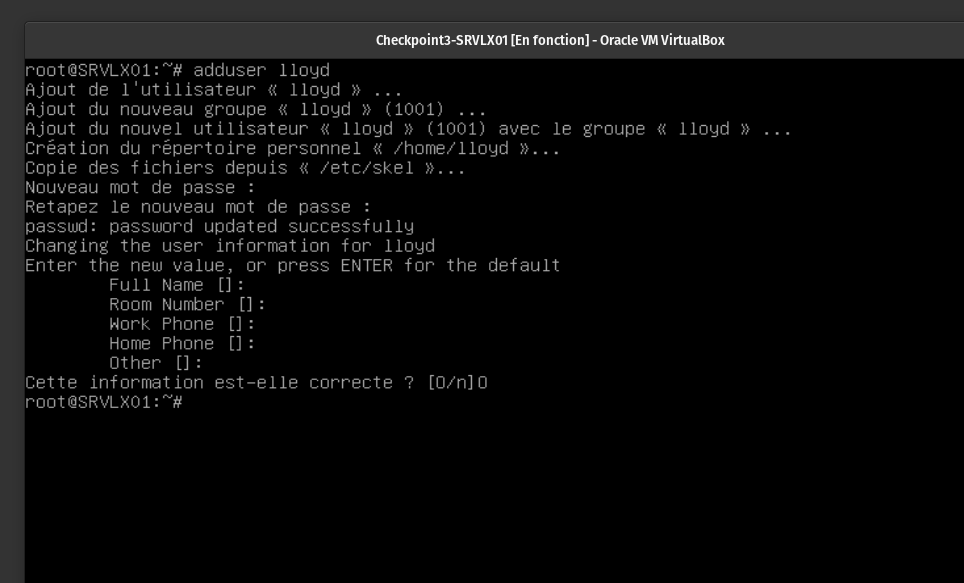 Checkpoint3-SRVLX01 [En fonction] - Oracle VM VirtualBox
root@SRVLX01:~# adduser lloyd
Ajout de l'utilisateur « lloyd » ...
Ajout du nouveau groupe « lloyd » (1001) ...
Ajout du nouvel utilisateur « lloyd » (1001) avec le groupe « lloyd » ...
Création du répertoire personnel « /home/lloyd »...
Copie des fichiers depuis « /etc/skel »...
Nouveau mot de passe :
Retapez le nouveau mot de passe :
passwd: password updated successfully
Changing the user information for lloyd
Enter the new value, or press ENTER for the default
        Full Name []:
        Room Number []:
        Work Phone []:
        Home Phone []:
        Other []:
Cette information est-elle correcte ? [O/n]O
root@SRVLX01:~#